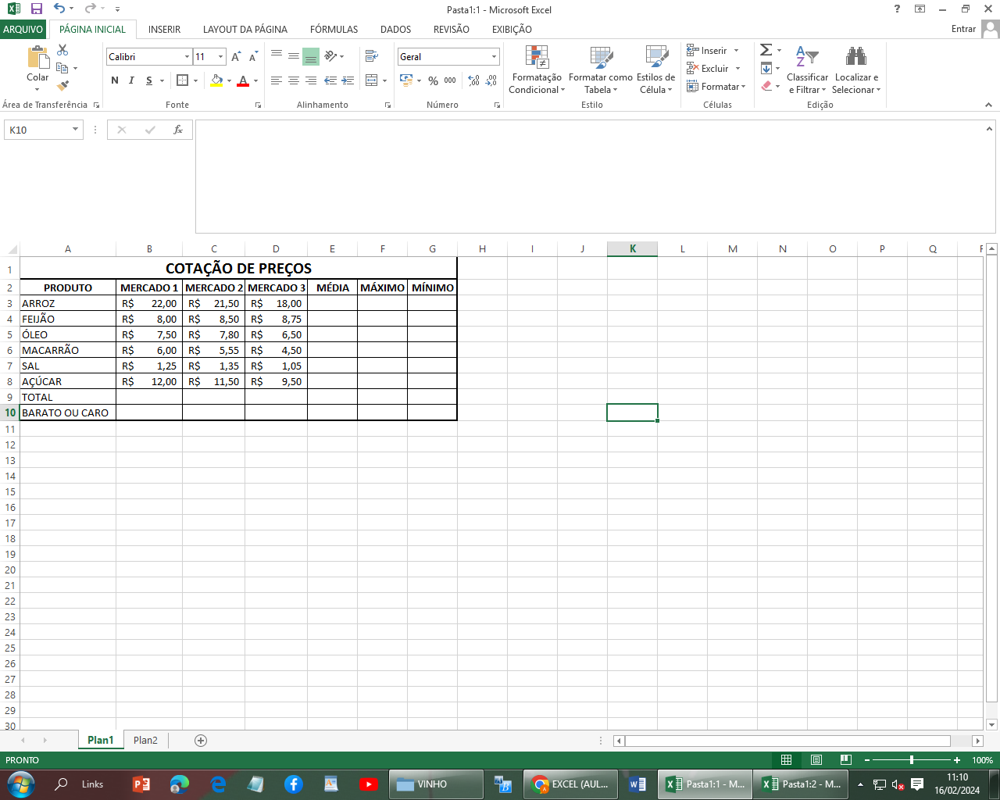 Pasta1:1 - Microsoft Excel
ARQUIVO PÁGINA INICIAL INSERIR LAYOUT DA PÁGINA FÓRMULAS DADOS REVISÃO EXIBIÇÃO Entrar
Colar
Calibri 11
N I S
Geral
% 000
Formatação Condicional
Formatar como Tabela
Estilos de Célula
Inserir
Excluir
Formatar
Classificar e Filtrar
Localizar e Selecionar
Área de Transferência Fonte Alinhamento Número Estilo Células Edição
K10 fx
A B C D E F G H I J K L M N O P Q
1 COTAÇÃO DE PREÇOS
2 PRODUTO MERCADO 1 MERCADO 2 MERCADO 3 MÉDIA MÁXIMO MÍNIMO
3 ARROZ R$ 22,00 R$ 21,50 R$ 18,00
4 FEIJÃO R$ 8,00 R$ 8,50 R$ 8,75
5 ÓLEO R$ 7,50 R$ 7,80 R$ 6,50
6 MACARRÃO R$ 6,00 R$ 5,55 R$ 4,50
7 SAL R$ 1,25 R$ 1,35 R$ 1,05
8 AÇÚCAR R$ 12,00 R$ 11,50 R$ 9,50
9 TOTAL
10 BARATO OU CARO
11
12
13
14
15
16
17
18
19
20
21
22
23
24
25
26
27
28
29
30
Plan1 Plan2
PRONTO 100%
Links VINHO EXCEL (AUL... Pasta1:1 - M... Pasta1:2 - M... 11:10
16/02/2024